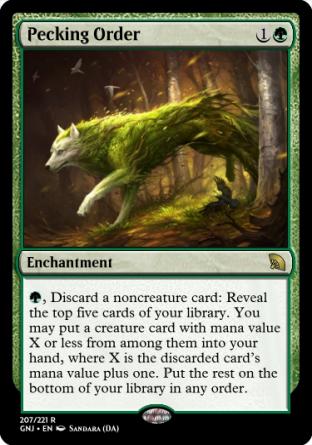 Pecking Order 1
Enchantment
, Discard a noncreature card: Reveal
the top five cards of your library. You
may put a creature card with mana value
X or less from among them into your
hand, where X is the discarded card's
mana value plus one. Put the rest on the
bottom of your library in any order.
207/221 R
GNJ • EN Sandara (DA)